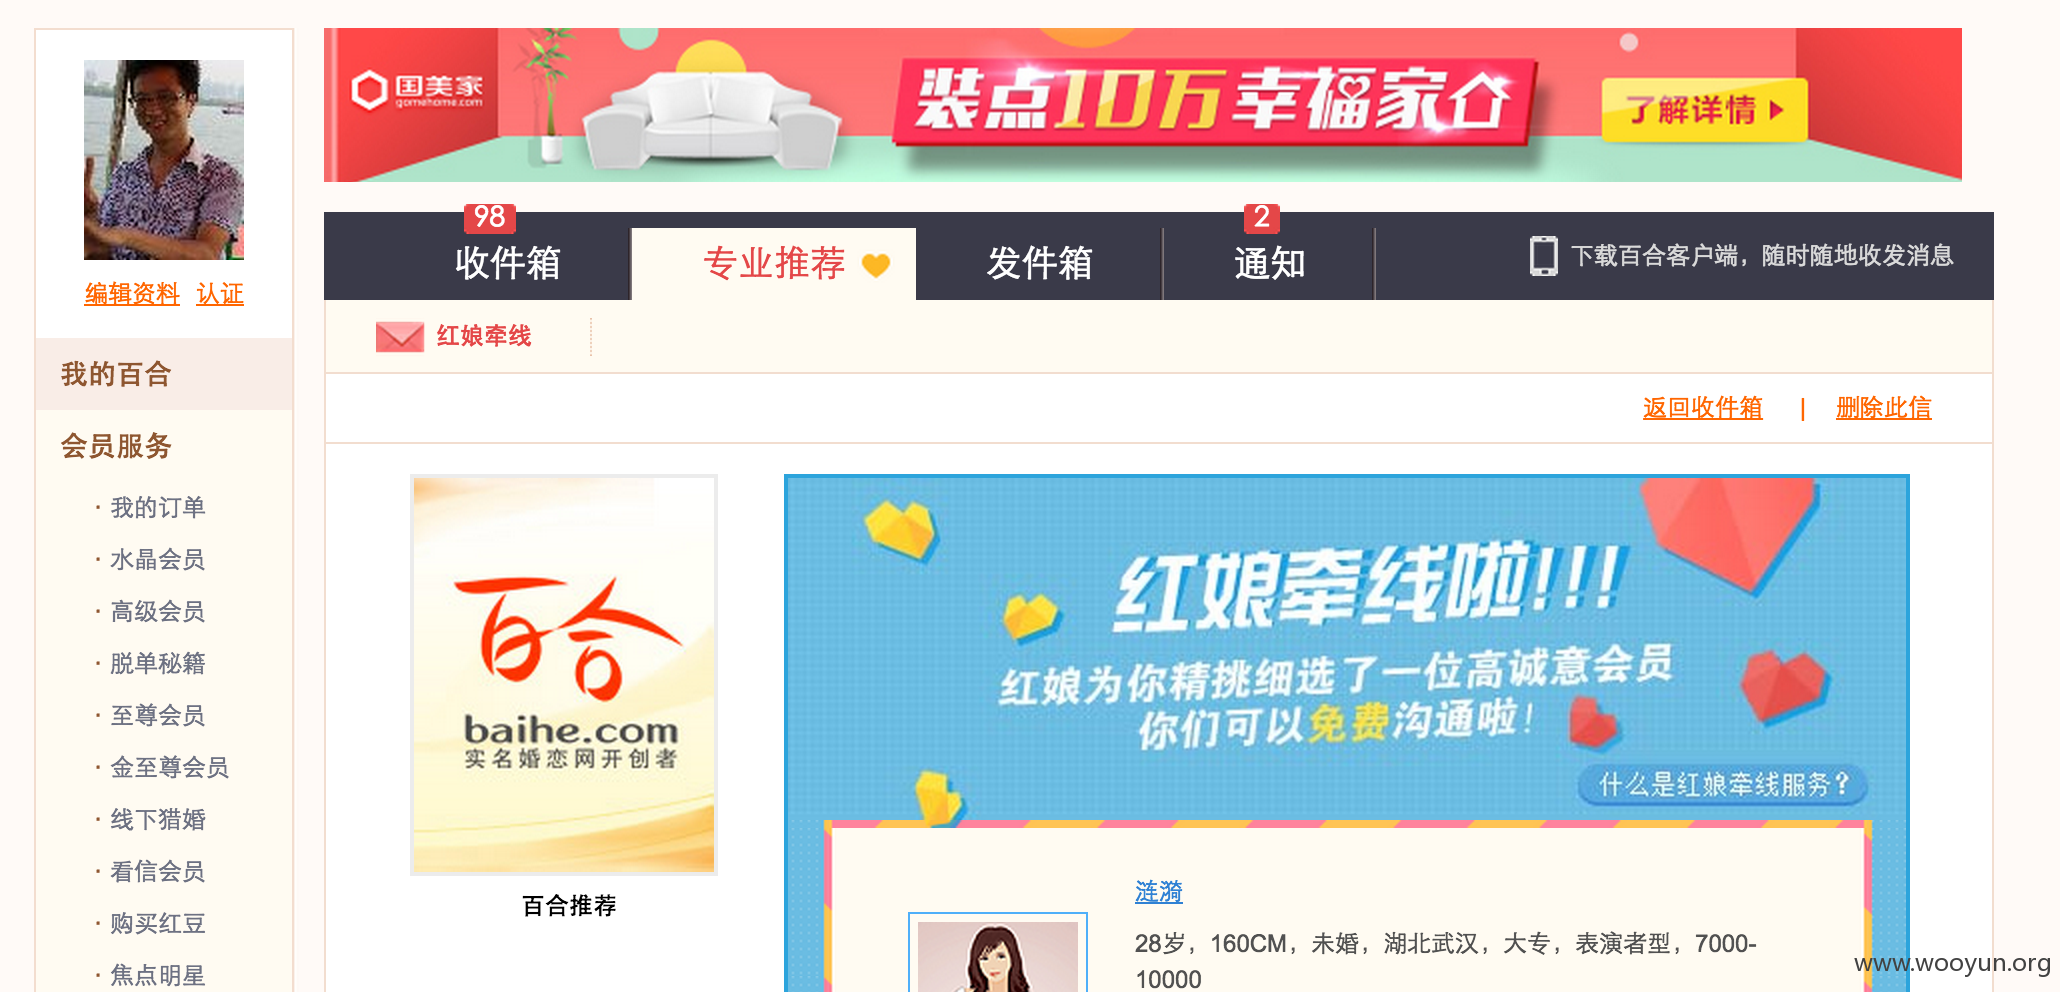 国美家
gomehome.com
装点10万幸福家
了解详情
编辑资料 认证
我的百合
会员服务
· 我的订单
· 水晶会员
· 高级会员
· 脱单秘籍
· 至尊会员
· 金至尊会员
· 线下猎婚
· 看信会员
· 购买红豆
· 焦点明星
98
收件箱
专业推荐
发件箱
2
通知
下载百合客户端，随时随地收发消息
红娘牵线
返回收件箱 | 删除此信
百合
baihe.com
实名婚恋网开创者
百合推荐
红娘牵线啦!!!
红娘为你精挑细选了一位高诚意会员
你们可以免费沟通啦!
什么是红娘牵线服务?
涟漪
28岁，160CM，未婚，湖北武汉，大专，表演者型，7000-
10000
www.wooyun.org